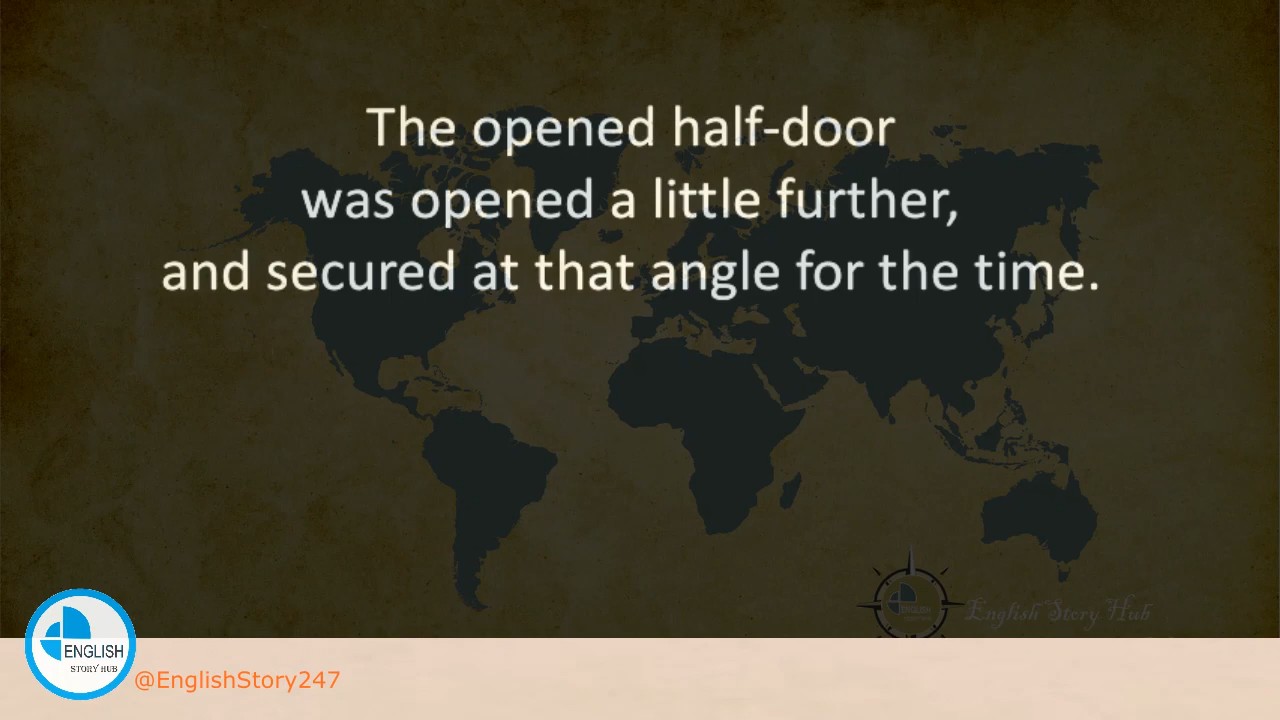 The opened half-door
was opened a little further,
and secured at that angle for the time.
ENGLISH
English Story Hub
ENGLISH
STORY HUB
@EnglishStory247